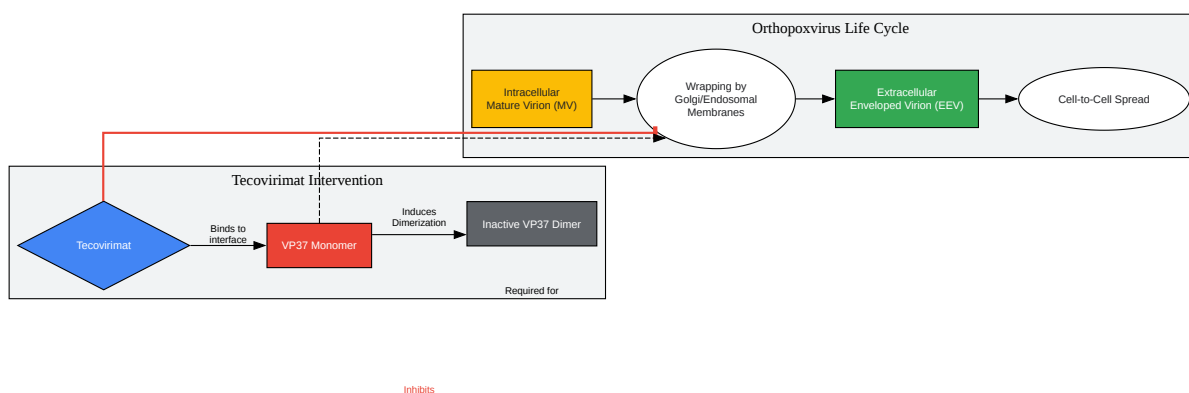 Orthopoxvirus Life Cycle
Intracellular
Mature Virion (MV)
Wrapping by
Golgi/Endosomal
Membranes
Extracellular
Enveloped Virion (EEV)
Cell-to-Cell Spread
Tecovirimat Intervention
Tecovirimat
Binds to
interface
VP37 Monomer
Induces
Dimerization
Inactive VP37 Dimer
Required for
Inhibits